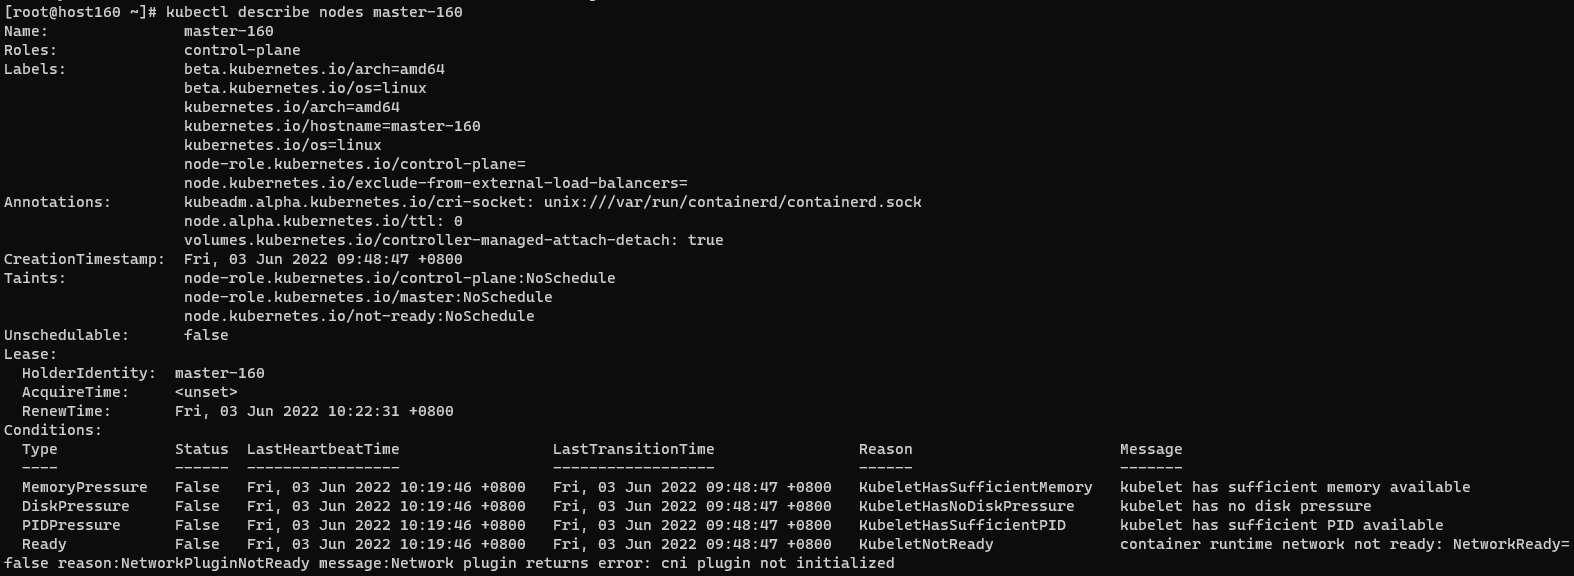 [root@host160 ~]# kubectl describe nodes master-160
Name:               master-160
Roles:              control-plane
Labels:             beta.kubernetes.io/arch=amd64
                    beta.kubernetes.io/os=linux
                    kubernetes.io/arch=amd64
                    kubernetes.io/hostname=master-160
                    kubernetes.io/os=linux
                    node-role.kubernetes.io/control-plane=
                    node.kubernetes.io/exclude-from-external-load-balancers=
Annotations:        kubeadm.alpha.kubernetes.io/cri-socket: unix:///var/run/containerd/containerd.sock
                    node.alpha.kubernetes.io/ttl: 0
                    volumes.kubernetes.io/controller-managed-attach-detach: true
CreationTimestamp:  Fri, 03 Jun 2022 09:48:47 +0800
Taints:             node-role.kubernetes.io/control-plane:NoSchedule
                    node-role.kubernetes.io/master:NoSchedule
                    node.kubernetes.io/not-ready:NoSchedule
Unschedulable:      false
Lease:
  HolderIdentity:  master-160
  AcquireTime:     <unset>
  RenewTime:       Fri, 03 Jun 2022 10:22:31 +0800
Conditions:
  Type             Status  LastHeartbeatTime                 LastTransitionTime                Reason                       Message
  ----             ------  -----------------                 ------------------                ------                       -------
  MemoryPressure   False   Fri, 03 Jun 2022 10:19:46 +0800   Fri, 03 Jun 2022 09:48:47 +0800   KubeletHasSufficientMemory   kubelet has sufficient memory available
  DiskPressure     False   Fri, 03 Jun 2022 10:19:46 +0800   Fri, 03 Jun 2022 09:48:47 +0800   KubeletHasNoDiskPressure     kubelet has no disk pressure
  PIDPressure      False   Fri, 03 Jun 2022 10:19:46 +0800   Fri, 03 Jun 2022 09:48:47 +0800   KubeletHasSufficientPID      kubelet has sufficient PID available
  Ready            False   Fri, 03 Jun 2022 10:19:46 +0800   Fri, 03 Jun 2022 09:48:47 +0800   KubeletNotReady              container runtime network not ready: NetworkReady=
false reason:NetworkPluginNotReady message:Network plugin returns error: cni plugin not initialized